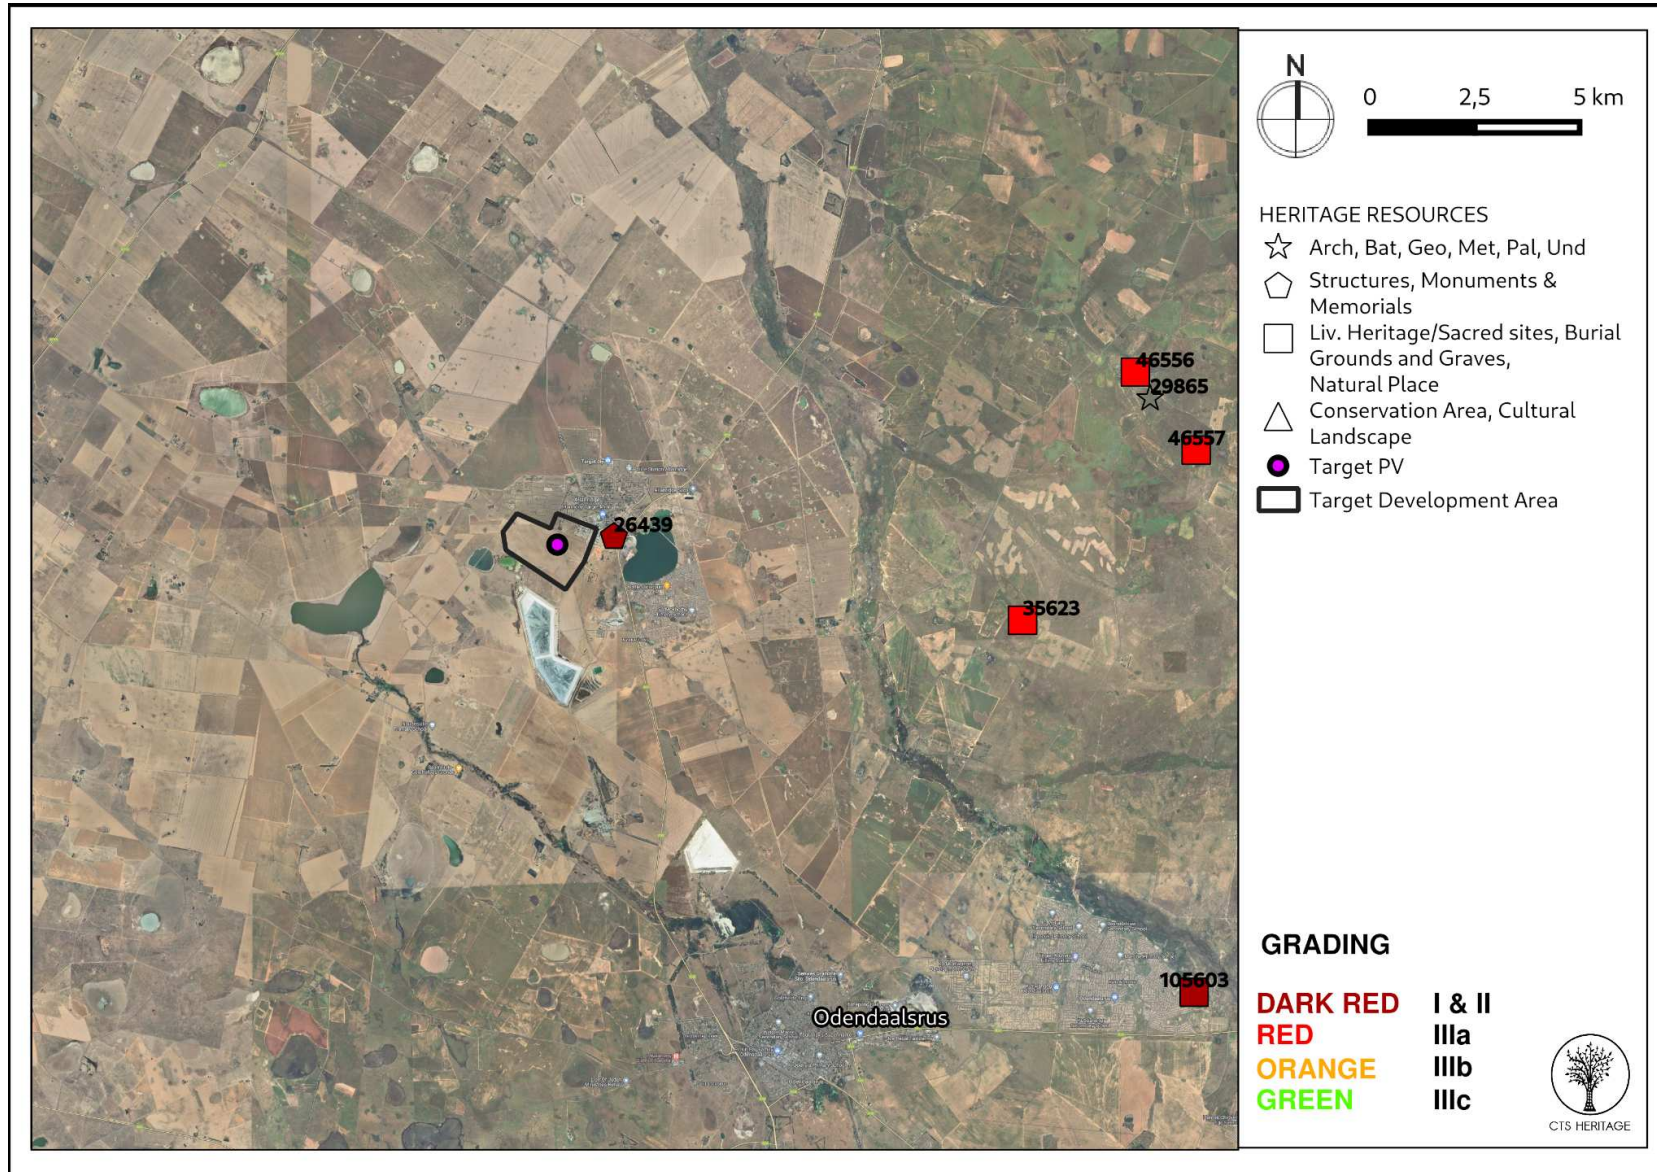 N
0 2,5 5 km
HERITAGE RESOURCES
Arch, Bat, Geo, Met, Pal, Und
Structures, Monuments &
Memorials
Liv. Heritage/Sacred sites, Burial
Grounds and Graves,
Natural Place
Conservation Area, Cultural
Landscape
Target PV
Target Development Area
46556
29865
46557
26439
35623
105603
Odendaalsrus
GRADING
DARK RED I & II
RED IIIa
ORANGE IIIb
GREEN IIIc
CTS HERITAGE